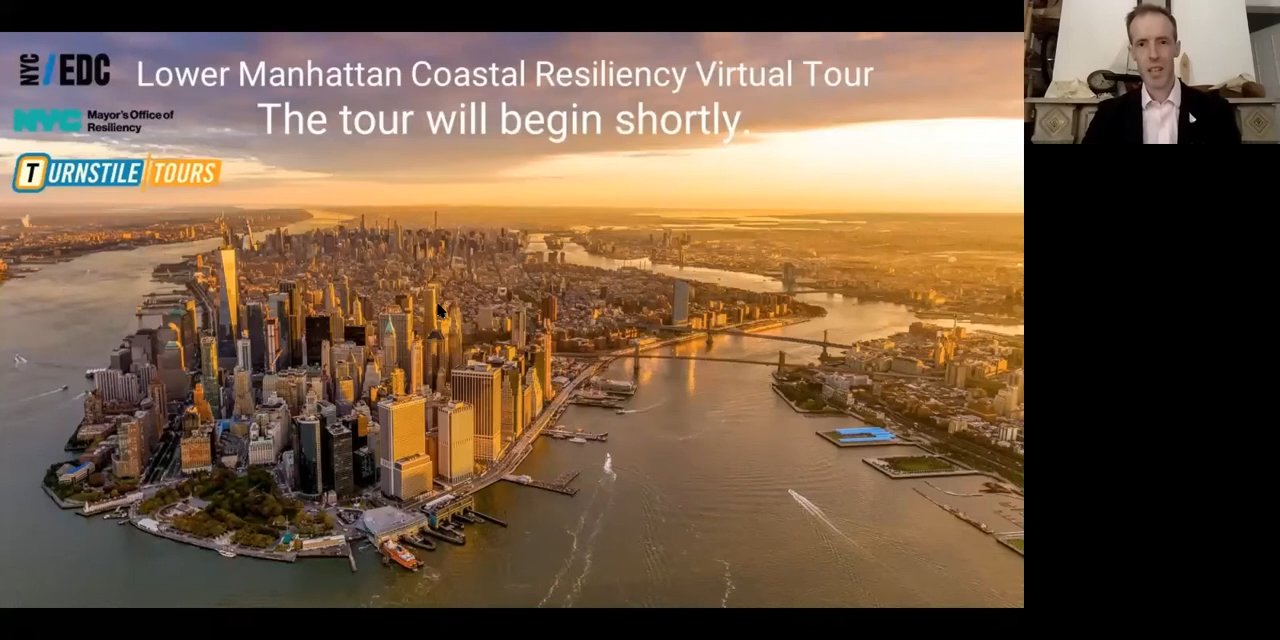 NYC / EDC
Lower Manhattan Coastal Resiliency Virtual Tour
The tour will begin shortly.
NYC
Mayor's Office of
Resiliency
TURNSTILE TOURS